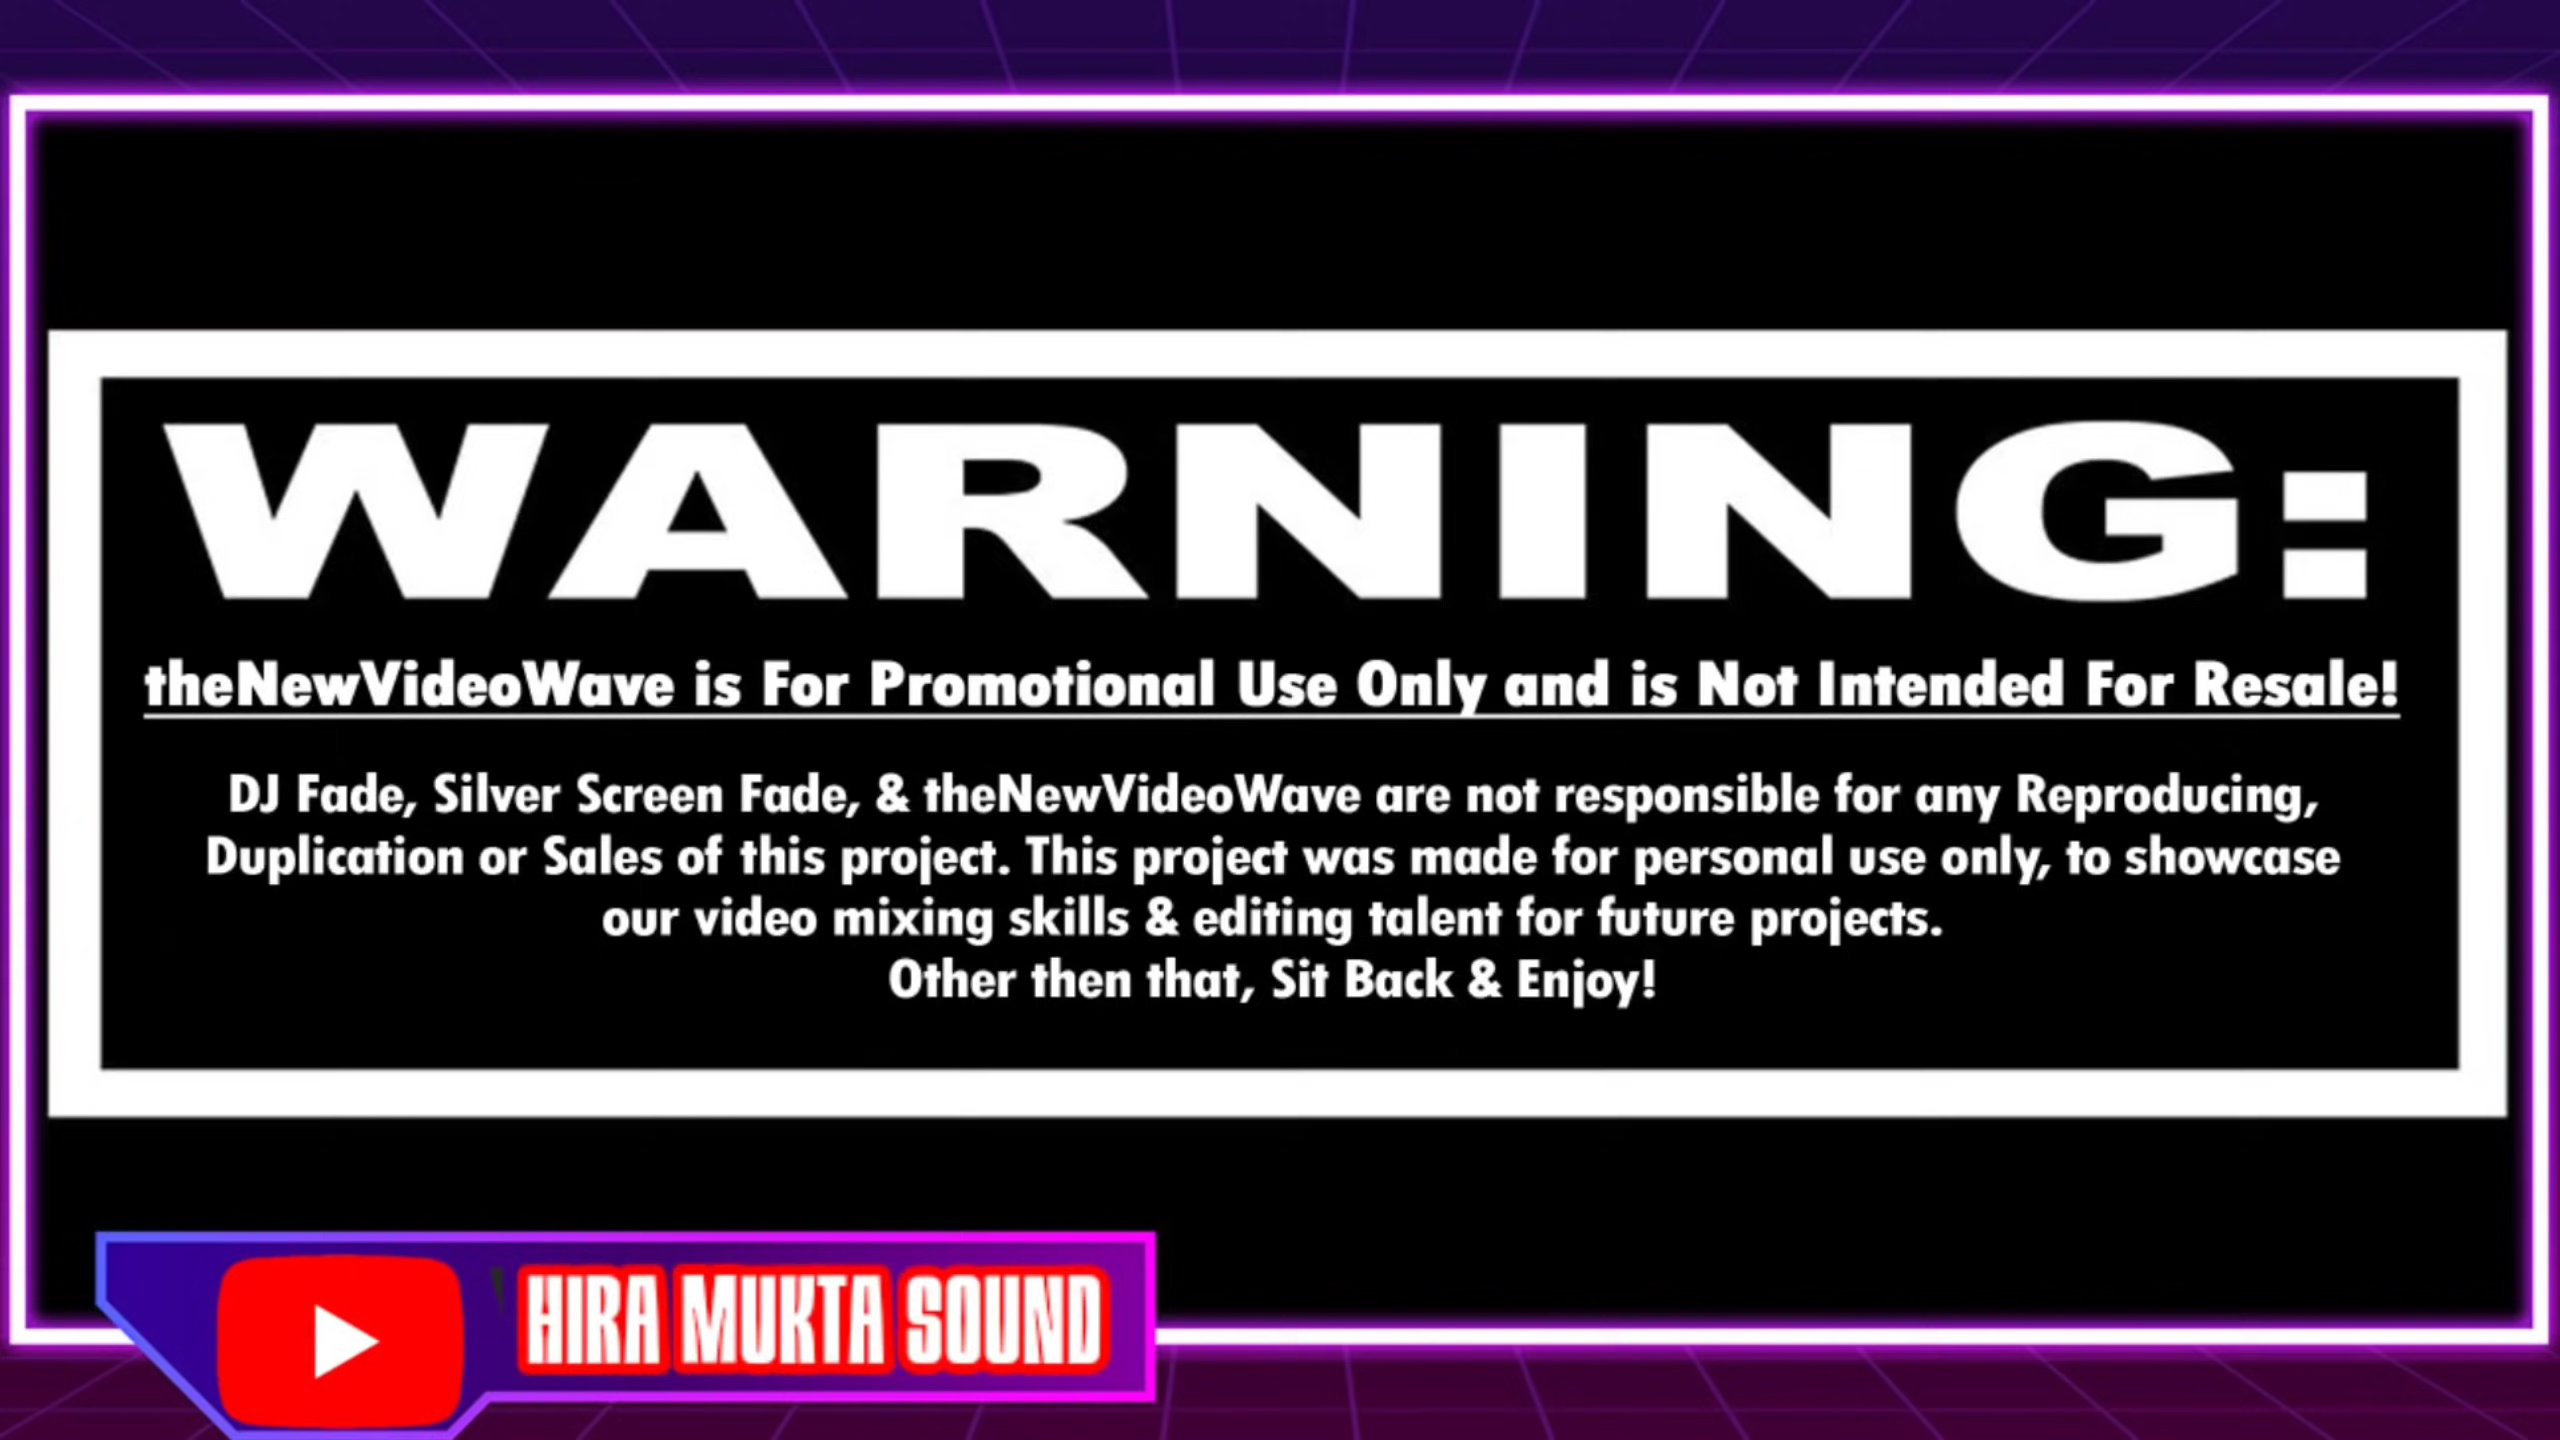 WARNING:
theNewVideoWave is For Promotional Use Only and is Not Intended For Resale!
DJ Fade, Silver Screen Fade, & theNewVideoWave are not responsible for any Reproducing,
Duplication or Sales of this project. This project was made for personal use only, to showcase
our video mixing skills & editing talent for future projects.
Other then that, Sit Back & Enjoy!
HIRA MUKTA SOUND